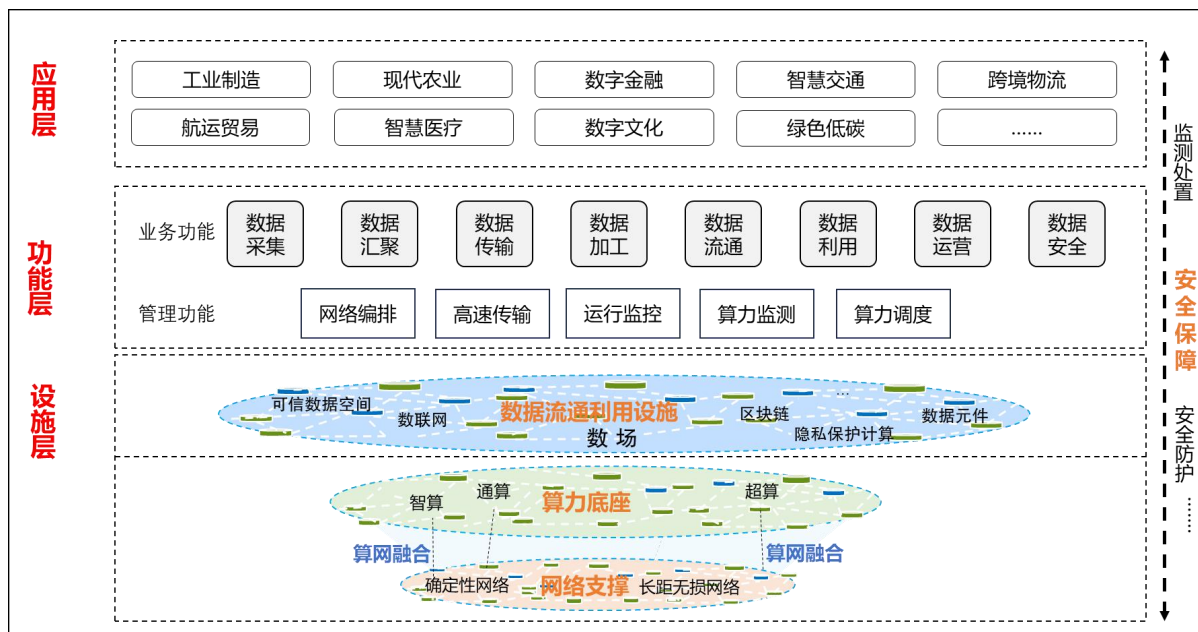 应用层
工业制造
现代农业
数字金融
智慧交通
跨境物流
航运贸易
智慧医疗
数字文化
绿色低碳
……
功能层
业务功能
数据
采集
数据
汇聚
数据
传输
数据
加工
数据
流通
数据
利用
数据
运营
数据
安全
管理功能
网络编排
高速传输
运行监控
算力监测
算力调度
设施层
可信数据空间
数联网
数据流通利用设施
数场
区块链
…
隐私保护计算
数据元件
智算
通算
算力底座
超算
算网融合
算网融合
确定性网络
…
网络支撑
长距无损网络
监测处置
安全保障
安全防护
……